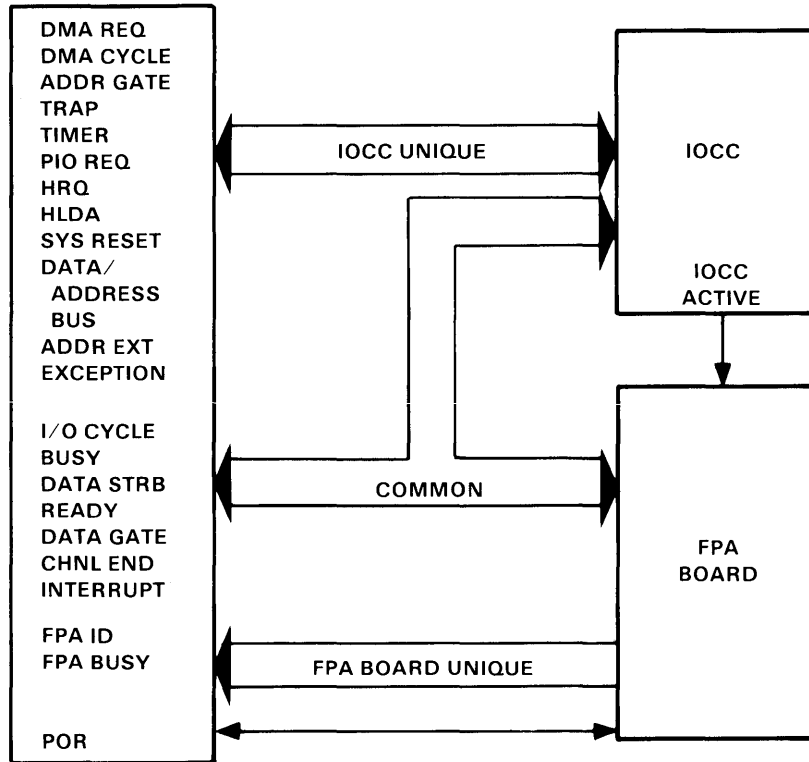 DMA REQ
DMA CYCLE
ADDR GATE
TRAP
TIMER
PIO REQ
HRQ
HLDA
SYS RESET
DATA/
ADDRESS
BUS
ADDR EXT
EXCEPTION
I/O CYCLE
BUSY
DATA STRB
READY
DATA GATE
CHNL END
INTERRUPT
FPA ID
FPA BUSY
POR
IOCC UNIQUE
COMMON
FPA BOARD UNIQUE
IOCC
IOCC
ACTIVE
FPA
BOARD